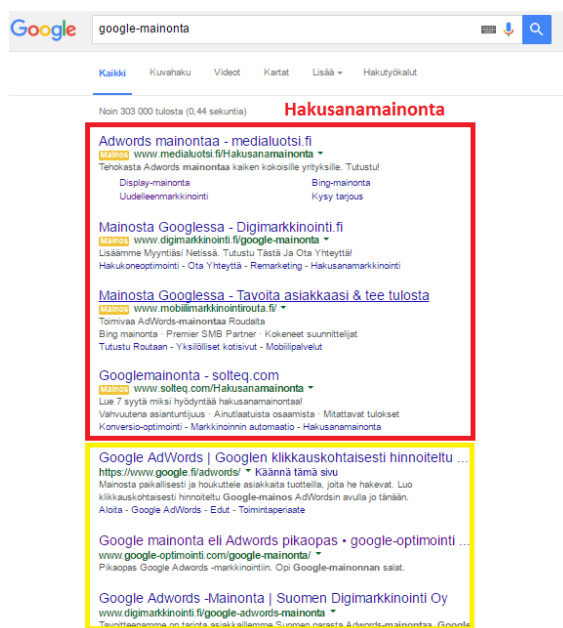 Google google-mainonta
Kaikki Kuvahaku Videot Kartat Lisää Hakutyökalut
Noin 303 000 tulosta (0,44 sekuntia) Hakusanamainonta
Adwords mainontaa - medialuotsi.fi
Mainos www.medialuotsi.fi/Hakusanamainonta
Tehokasta Adwords mainontaa kaiken kokoisille yrityksille. Tutustu!
Display-mainonta Bing-mainonta
Uudelleenmarkkinointi Kysy tarjous
Mainosta Googlessa - Digimarkkinointi.fi
Mainos www.digimarkkinointi.fi/google-mainonta
Lisäämme Myyntiäsi Netissä. Tutustu Tästä Ja Ota Yhteyttä!
Hakukoneoptimointi - Ota Yhteyttä - Remarketing - Hakusanamarkkinointi
Mainosta Googlessa - Tavoita asiakkaasi & tee tulosta
Mainos www.mobiilimarkkinointirouta.fi/
Toimivaa AdWords-mainontaa Roudalta
Bing mainonta · Premier SMB Partner · Kokeneet suunnittelijat
Tutustu Routaan - Yksilölliset kotisivut - Mobiilipalvelut
Googlemainonta - solteq.com
Mainos www.solteq.com/Hakusanamainonta
Lue 7 syytä miksi hyödyntää hakusanamainontaa!
Vahvuutena asiantuntijuus · Ainutlaatuista osaamista · Mitattavat tulokset
Konversio-optimointi - Markkinoinnin automaatio - Hakusanamainonta
Google AdWords | Googlen klikkauskohtaisesti hinnoiteltu ...
https://www.google.fi/adwords/ Käännä tämä sivu
Mainosta paikallisesti ja houkuttele asiakkaita tuotteilla, joita he hakevat. Luo
klikkauskohtaisesti hinnoiteltu Google-mainos AdWordsin avulla jo tänään.
Aloita - Google AdWords - Edut - Toimintaperiaate
Google mainonta eli Adwords pikaopas • google-optimointi ...
www.google-optimointi.com/google-mainonta/
Pikaopas Google Adwords -markkinointiin. Opi Google-mainonnan salat.
Google Adwords -Mainonta | Suomen Digimarkkinointi Oy
www.digimarkkinointi.fi/google-adwords-mainonta
Tavoitteenamme on tarjota asiakkaillemme Suomen parasta Adwords-mainontaa. Google